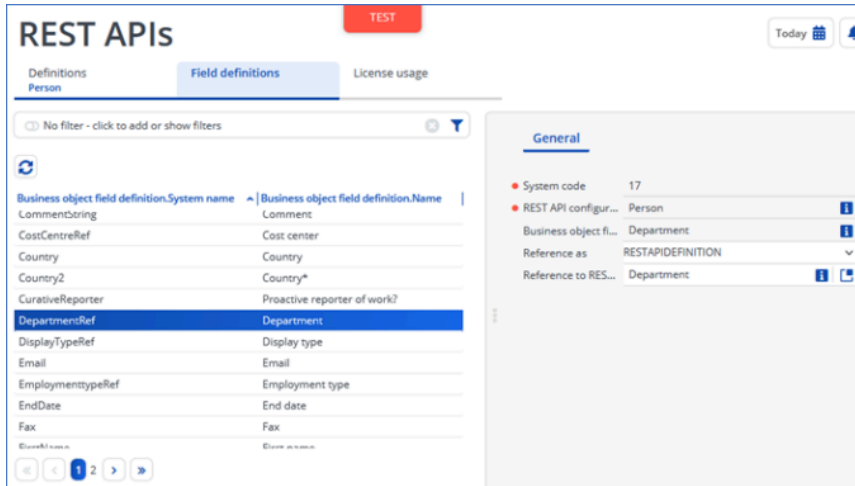 TEST
REST APIs
Today
Definitions
Person
Field definitions
License usage
No filter - click to add or show filters
Business object field definition.System name
Business object field definition.Name
CommentString Comment
CostCentreRef Cost center
Country Country
Country2 Country*
CurativeReporter Proactive reporter of work?
DepartmentRef Department
DisplayTypeRef Display type
Email Email
EmploymenttypeRef Employment type
EndDate End date
Fax Fax
FirstName First name
« < 1 2 > »
General
System code 17
REST API configur... Person
Business object fi... Department
Reference as RESTAPIDEFINITION
Reference to RES... Department